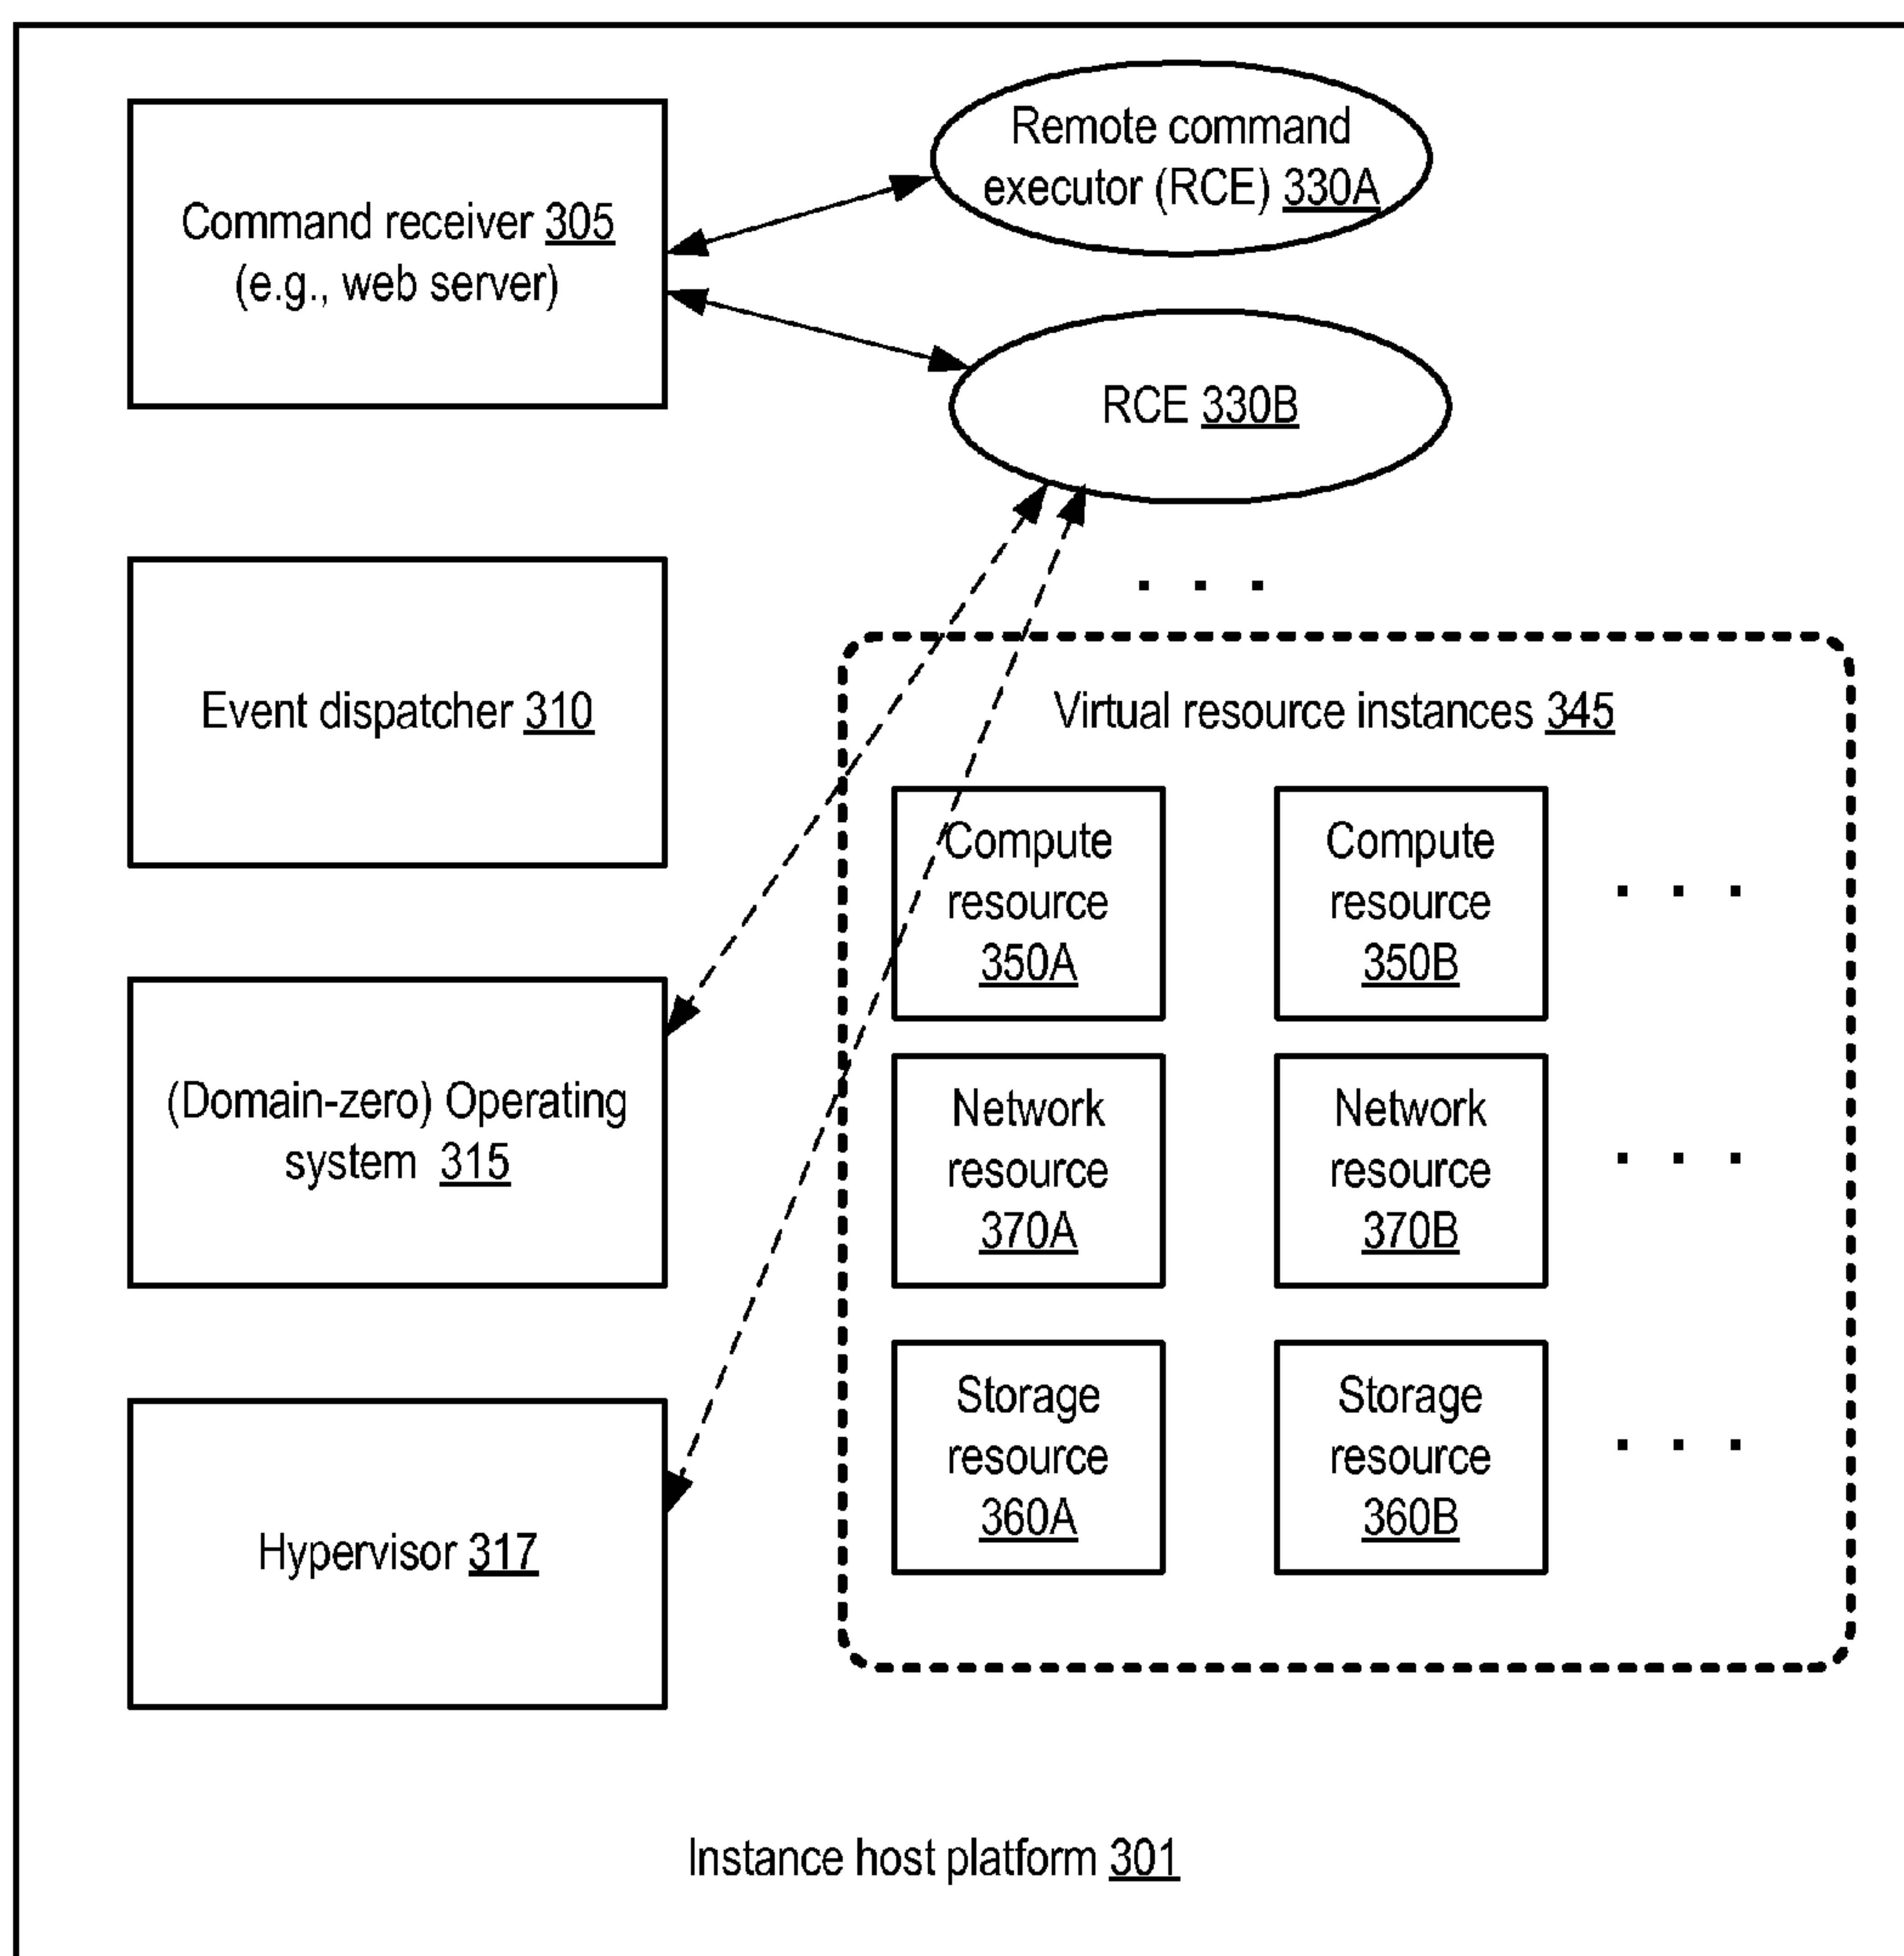 Command receiver 305
(e.g., web server)
Remote command
executor (RCE) 330A
RCE 330B
. . .
Event dispatcher 310
Virtual resource instances 345
Compute
resource
350A
Compute
resource
350B
. . .
(Domain-zero) Operating
system 315
Network
resource
370A
Network
resource
370B
. . .
Storage
resource
360A
Storage
resource
360B
. . .
Hypervisor 317
Instance host platform 301